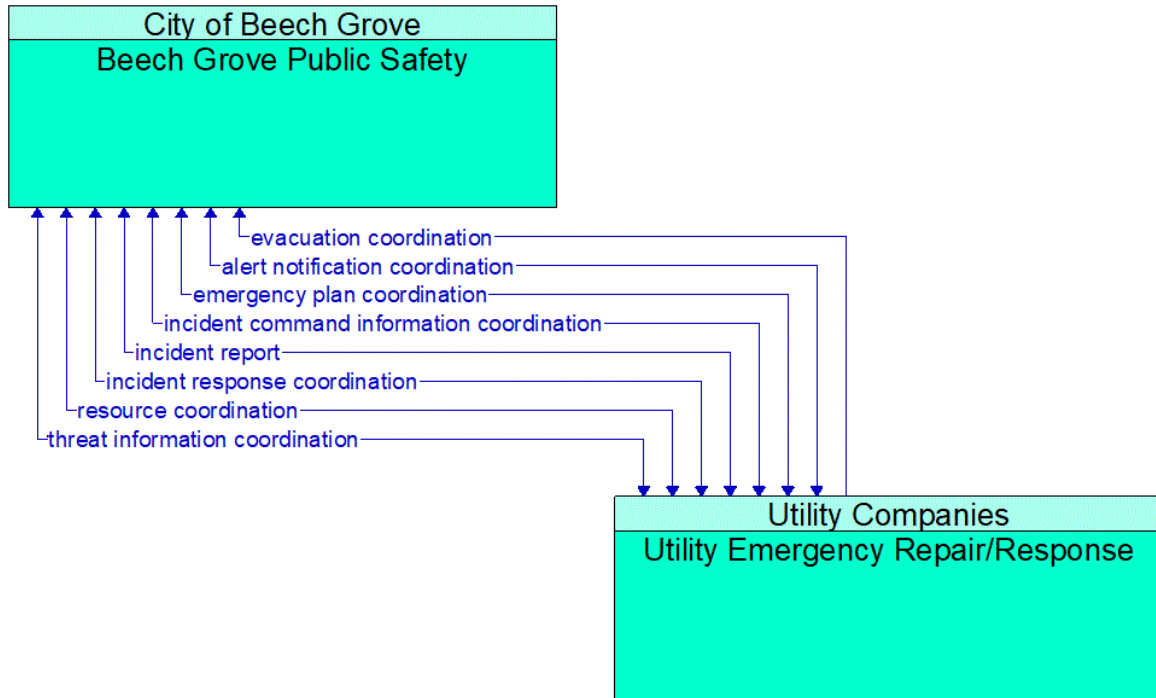 City of Beech Grove
Beech Grove Public Safety
evacuation coordination
alert notification coordination
emergency plan coordination
incident command information coordination
incident report
incident response coordination
resource coordination
threat information coordination
Utility Companies
Utility Emergency Repair/Response